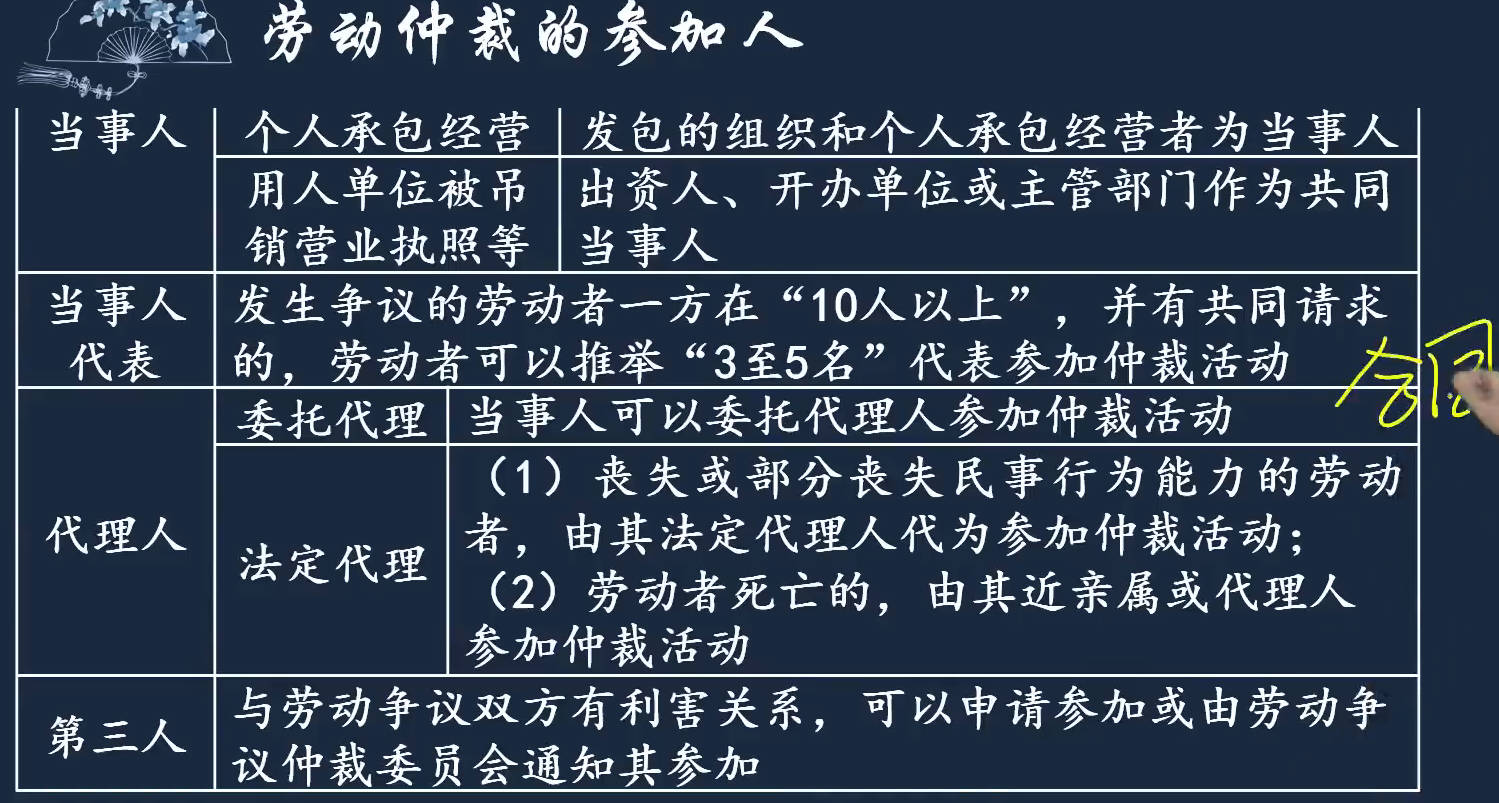 劳动仲裁的参加人
当事人
个人承包经营
发包的组织和个人承包经营者为当事人
用人单位被吊
销营业执照等
出资人、开办单位或主管部门作为共同
当事人
当事人
代表
发生争议的劳动者一方在“10人以上”，并有共同请求
的，劳动者可以推举“3至5名”代表参加仲裁活动
代理人
委托代理
当事人可以委托代理人参加仲裁活动
法定代理
（1）丧失或部分丧失民事行为能力的劳动
者，由其法定代理人代为参加仲裁活动；
（2）劳动者死亡的，由其近亲属或代理人
参加仲裁活动
第三人
与劳动争议双方有利害关系，可以申请参加或由劳动争
议仲裁委员会通知其参加